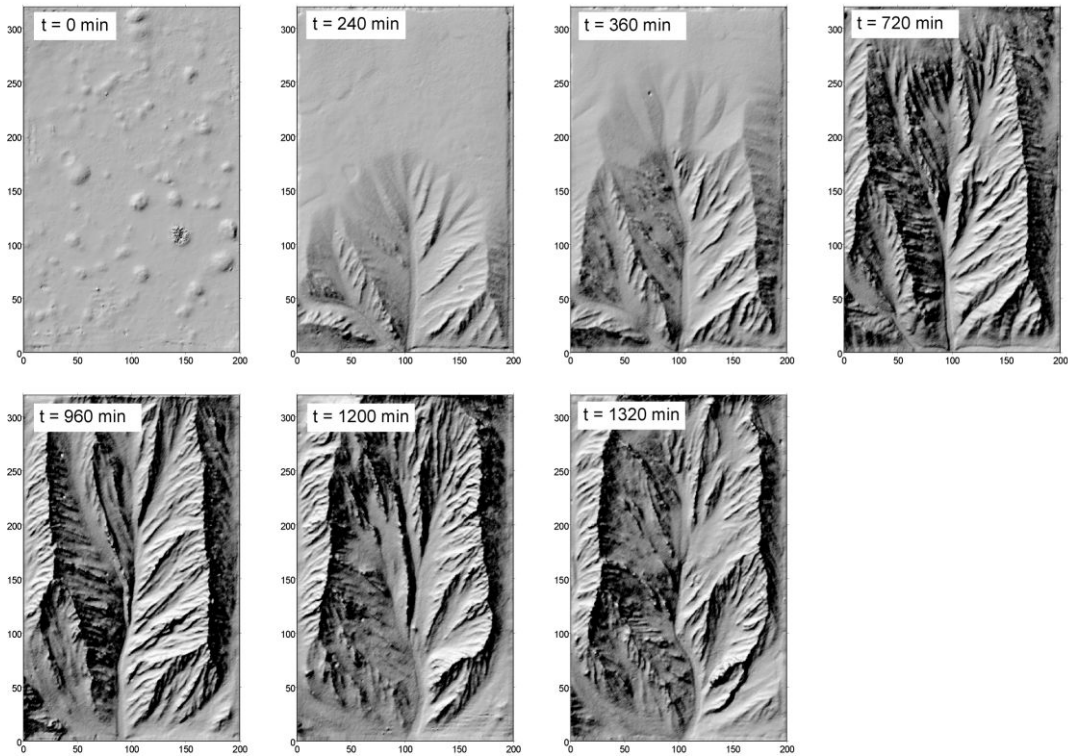 t = 0 min
t = 240 min
t = 360 min
t = 720 min
300 300 300 300
250 250 250 250
200 200 200 200
150 150 150 150
100 100 100 100
50 50 50 50
0 0 0 0
0 50 100 150 200 0 50 100 150 200 0 50 100 150 200 0 50 100 150 200
t = 960 min
t = 1200 min
t = 1320 min
300 300 300
250 250 250
200 200 200
150 150 150
100 100 100
50 50 50
0 0 0
0 50 100 150 200 0 50 100 150 200 0 50 100 150 200